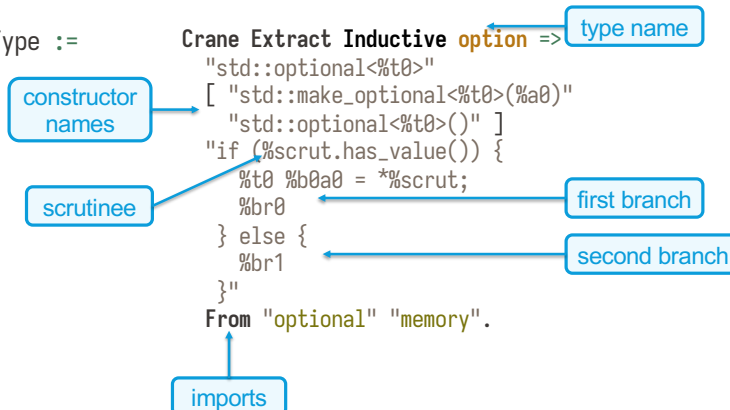 ype :=
Crane Extract Inductive option =>
type name
"std::optional<%t0>"
constructor names
[ "std::make_optional<%t0>(%a0)"
"std::optional<%t0>()" ]
"if (%scrut.has_value()) {
%t0 %b0a0 = *%scrut;
scrutinee
%br0
first branch
} else {
%br1
second branch
}"
From "optional" "memory".
imports